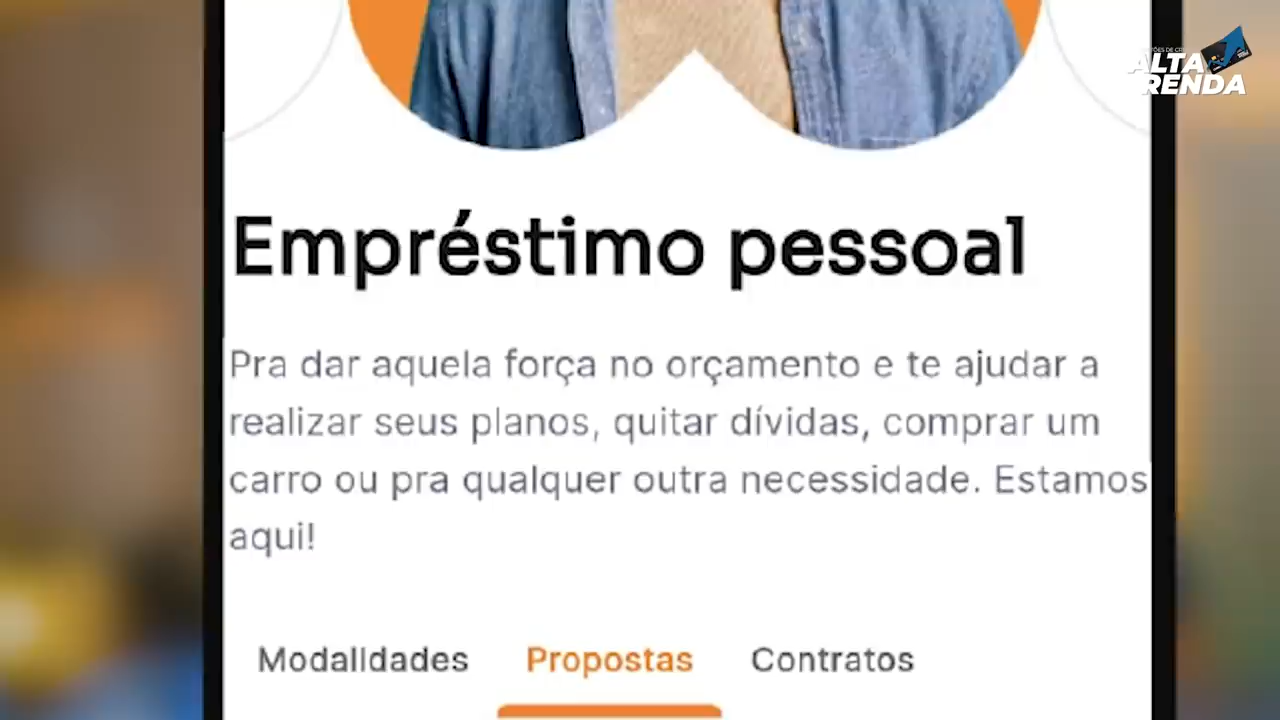 ALTA
RENDA
Empréstimo pessoal
Pra dar aquela força no orçamento e te ajudar a
realizar seus planos, quitar dívidas, comprar um
carro ou pra qualquer outra necessidade. Estamos
aqui!
Modalidades Propostas Contratos